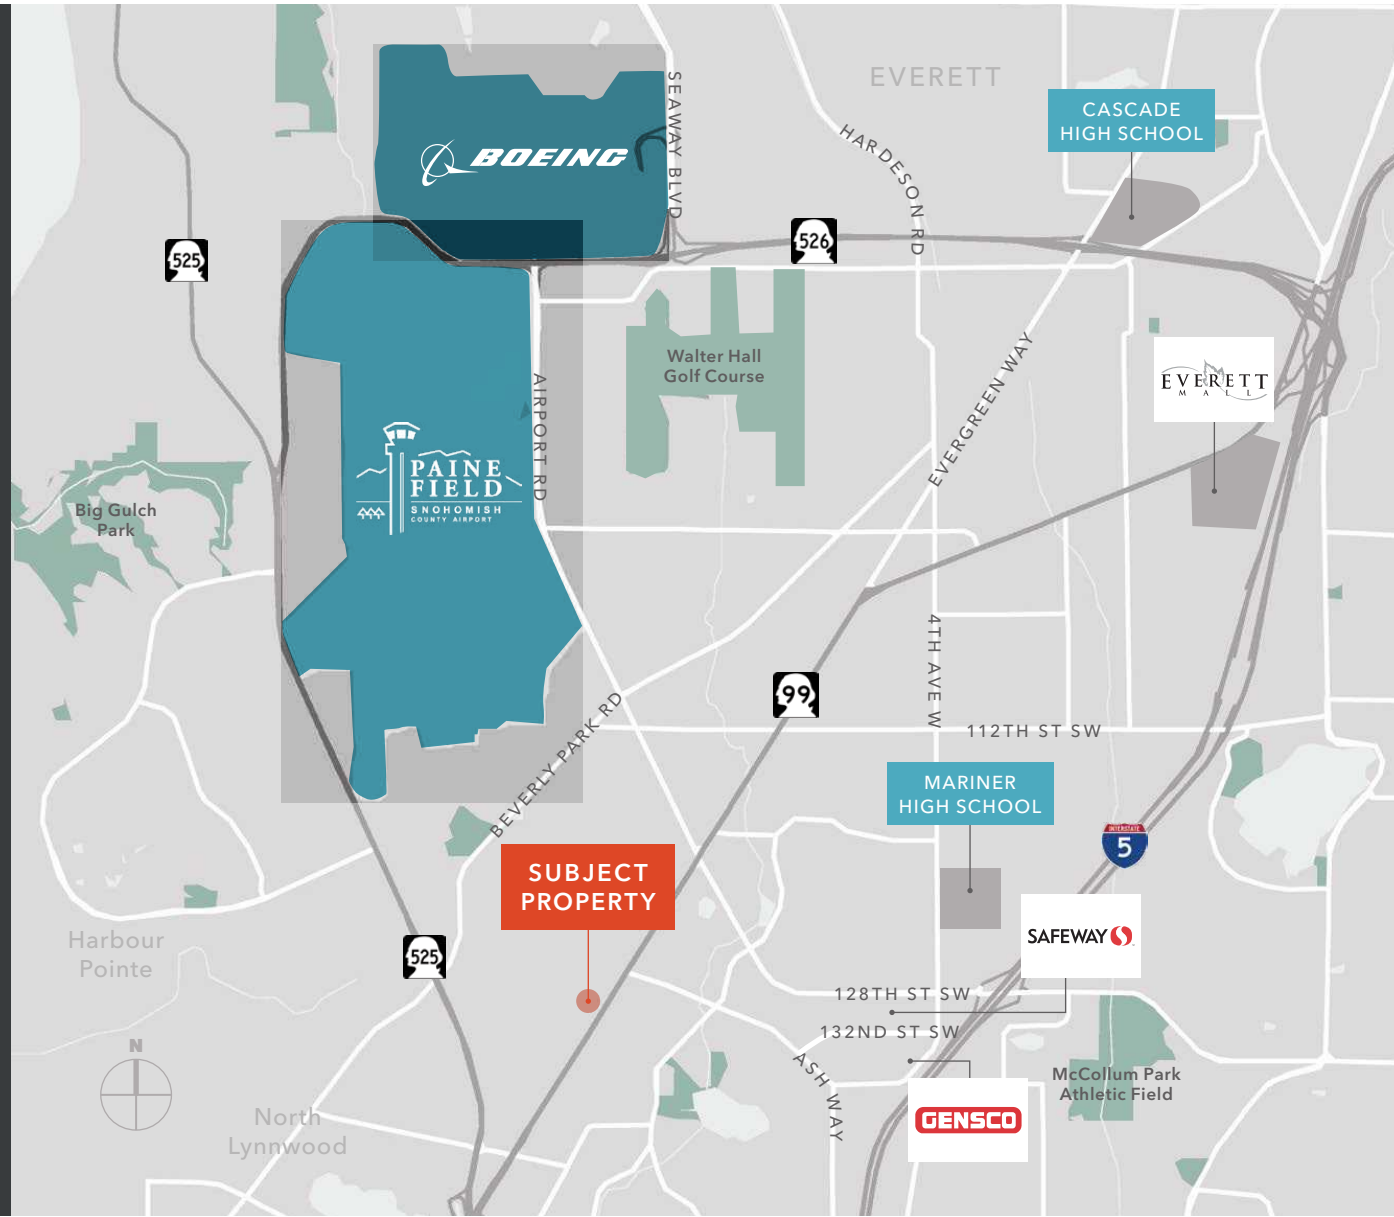 EVERETT
CASCADE
HIGH SCHOOL
SEAWAY BLVD
BOEING
HARDESON RD
525
526
Walter Hall
Golf Course
EVERETT
MALL
AIRPORT RD
EVERGREEN WAY
PAINE
FIELD
SNOHOMISH
COUNTY AIRPORT
Big Gulch
Park
4TH AVE W
99
BEVERLY PARK RD
112TH ST SW
MARINER
HIGH SCHOOL
INTERSTATE
5
SUBJECT
PROPERTY
SAFEWAY
Harbour
Pointe
525
128TH ST SW
132ND ST SW
N
ASH WAY
McCollum Park
Athletic Field
North
Lynnwood
GENSCO